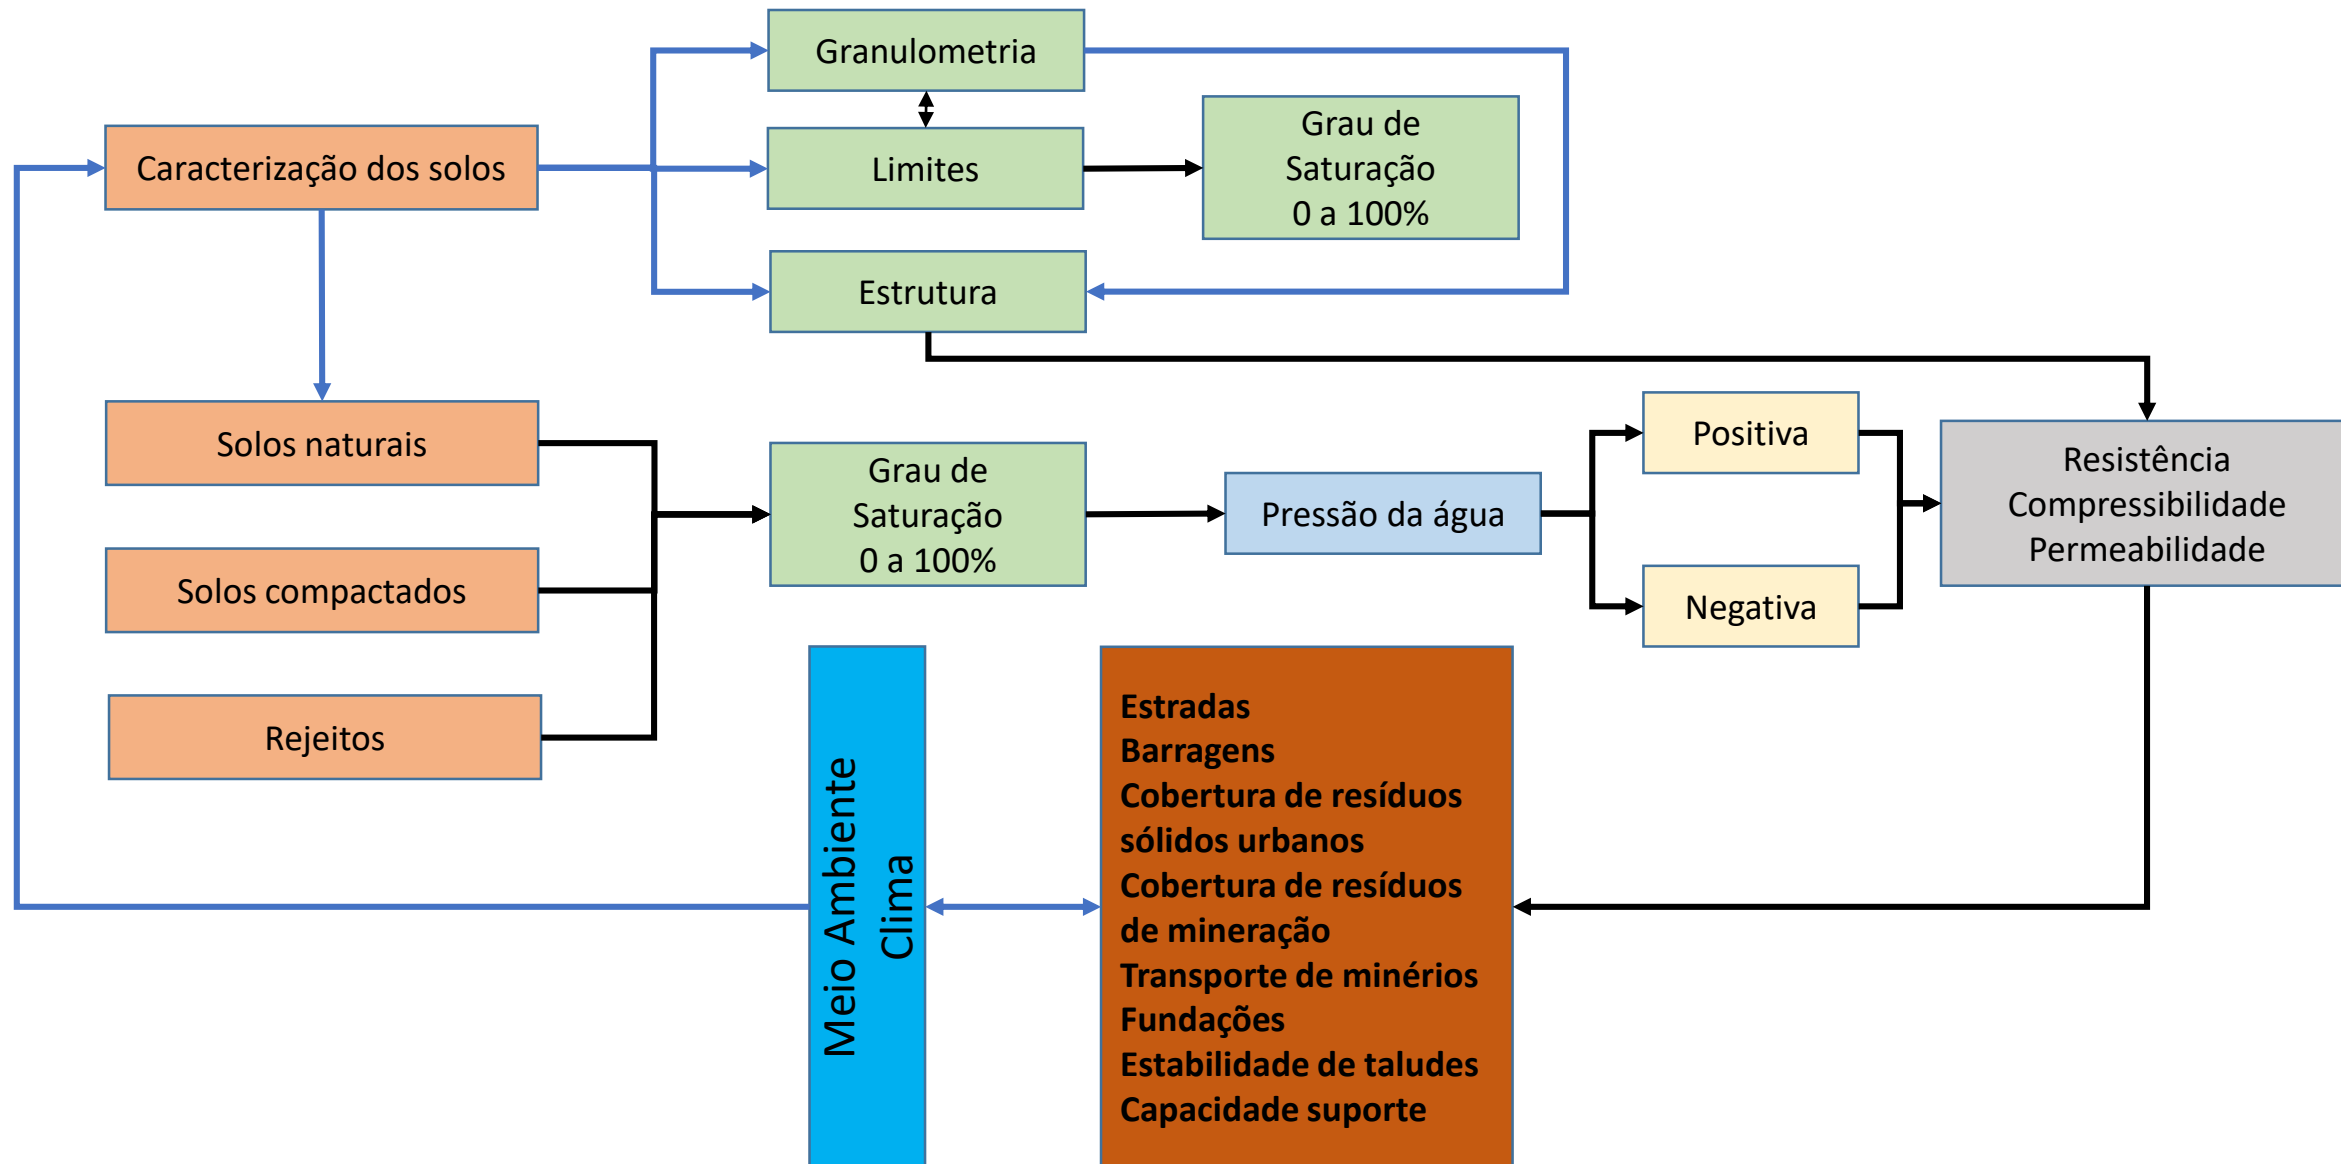 Granulometria
Caracterização dos solos
Limites
Grau de
Saturação
0 a 100%
Estrutura
Solos naturais
Solos compactados
Rejeitos
Grau de
Saturação
0 a 100%
Pressão da água
Positiva
Negativa
Resistência
Compressibilidade
Permeabilidade
Meio Ambiente
Clima
Estradas
Barragens
Cobertura de resíduos
sólidos urbanos
Cobertura de resíduos
de mineração
Transporte de minérios
Fundações
Estabilidade de taludes
Capacidade suporte